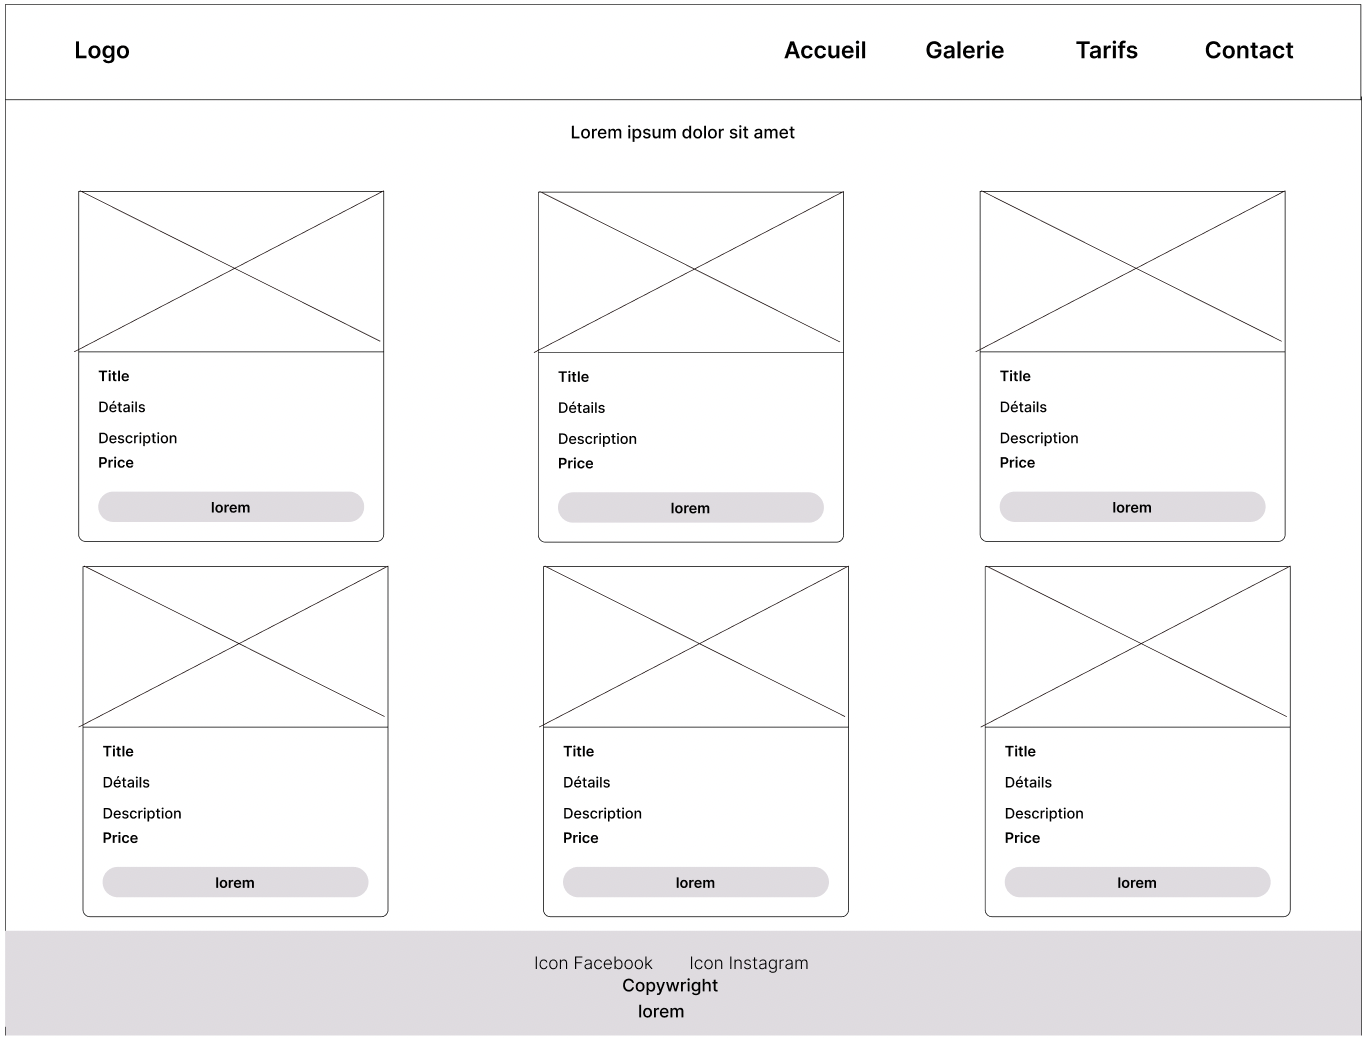 Logo Accueil Galerie Tarifs Contact
Lorem ipsum dolor sit amet
Title
Détails
Description
Price
lorem
Title
Détails
Description
Price
lorem
Title
Détails
Description
Price
lorem
Title
Détails
Description
Price
lorem
Title
Détails
Description
Price
lorem
Title
Détails
Description
Price
lorem
Icon Facebook Icon Instagram
Copywright
lorem